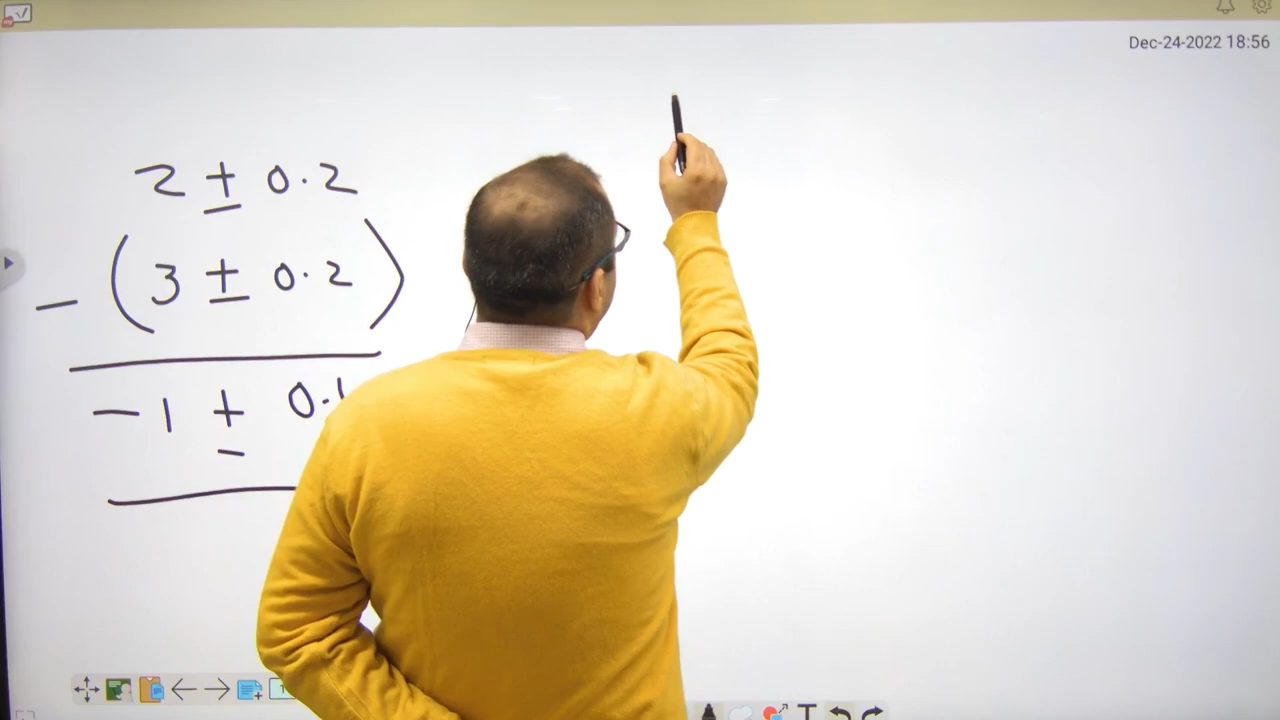 Dec-24-2022 18:56
2 ± 0.2
- (3 ± 0.2)
- 1 ± 0.